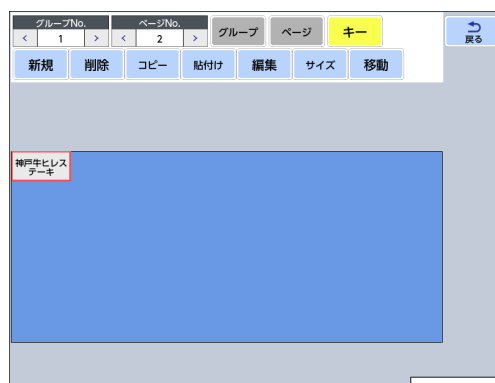 グループNo.
< 1 >
ページNo.
< 2 >
グループ
ページ
キー
戻る
新規
削除
コピー
貼付け
編集
サイズ
移動
神戸牛ヒレス
テーキ